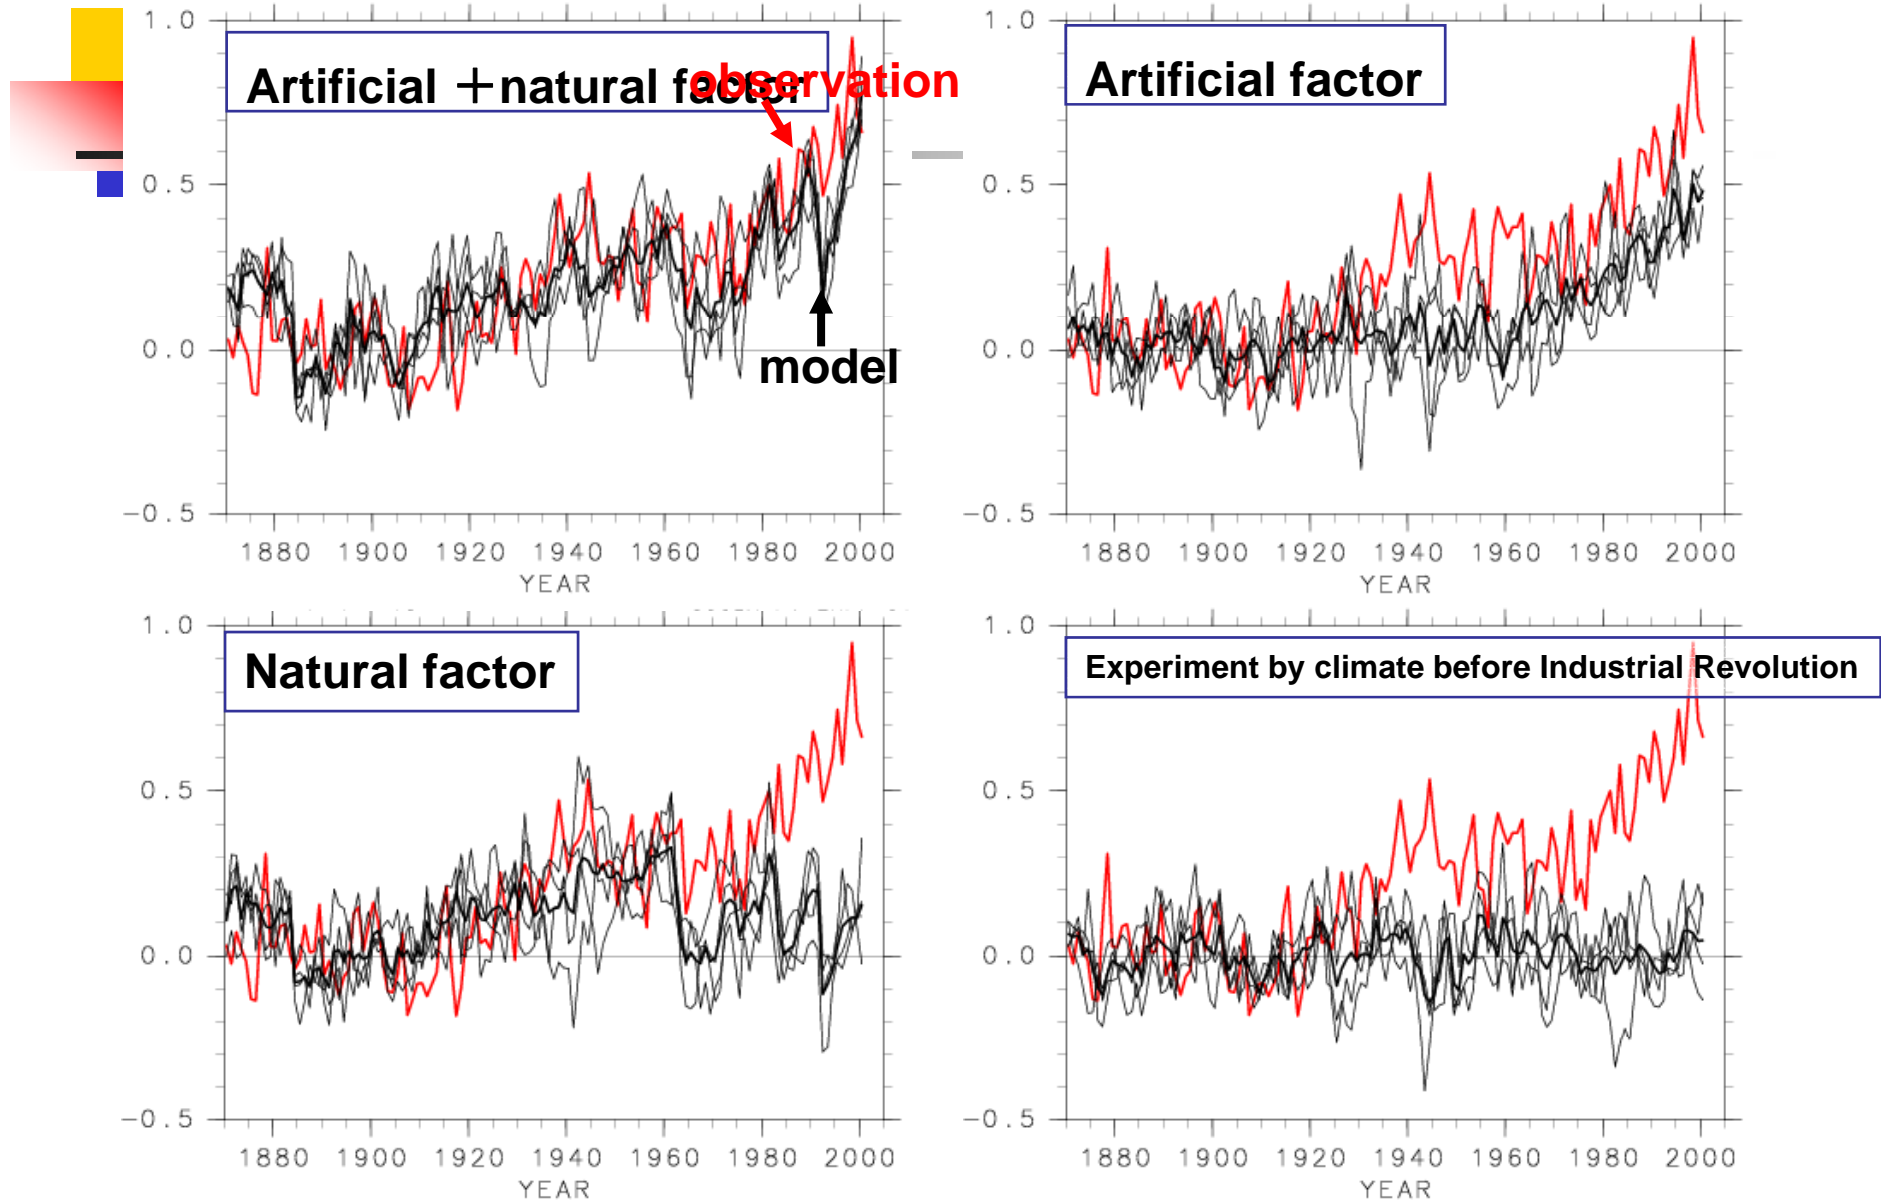 1.0
Artificial +natural factor
observation
0.5
0.0
model
-0.5
1880 1900 1920 1940 1960 1980 2000
YEAR
1.0
Artificial factor
0.5
0.0
-0.5
1880 1900 1920 1940 1960 1980 2000
YEAR
1.0
Natural factor
0.5
0.0
-0.5
1880 1900 1920 1940 1960 1980 2000
YEAR
1.0
Experiment by climate before Industrial Revolution
0.5
0.0
-0.5
1880 1900 1920 1940 1960 1980 2000
YEAR